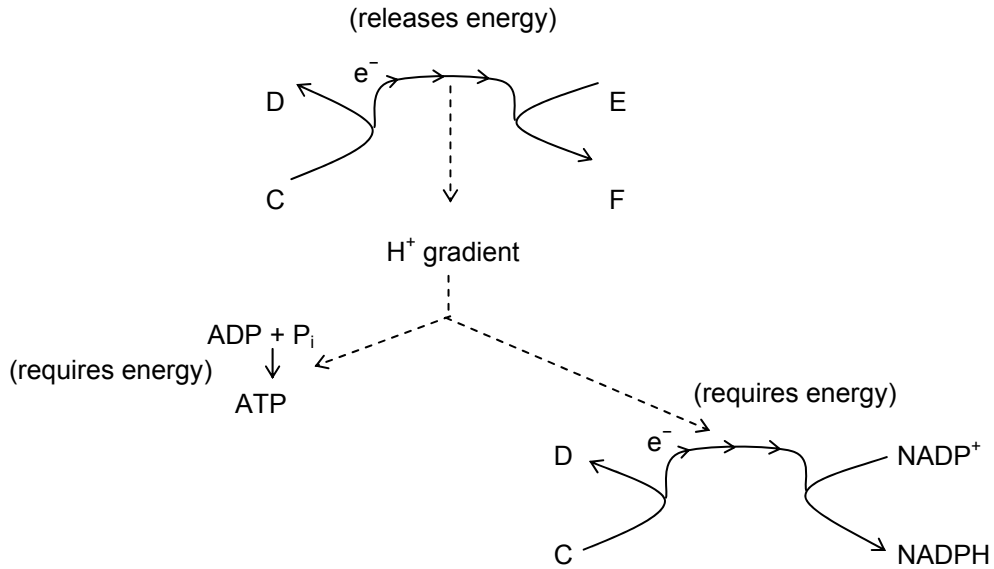 (releases energy)
e⁻
D
E
C
F
H⁺ gradient
ADP + Pᵢ
(requires energy)
ATP
(requires energy)
e⁻
D
NADP⁺
C
NADPH